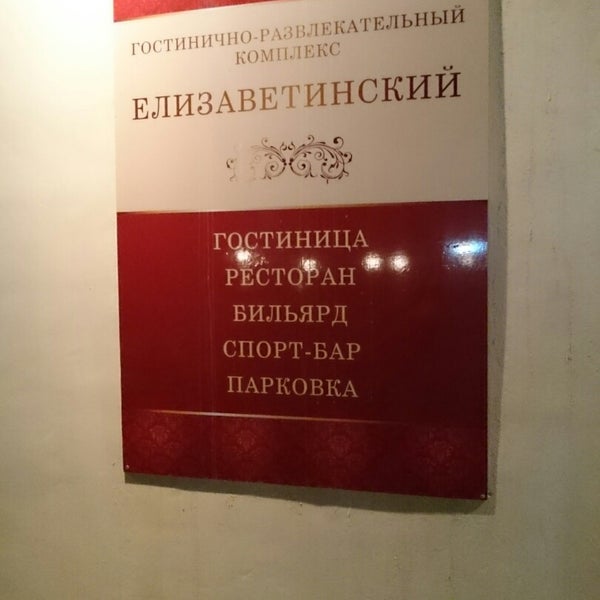 ГОСТИНИЧНО-РАЗВЛЕКАТЕЛЬНЫЙ
КОМПЛЕКС
ЕЛИЗАВЕТИНСКИЙ
ГОСТИНИЦА
РЕСТОРАН
БИЛЬЯРД
СПОРТ-БАР
ПАРКОВКА